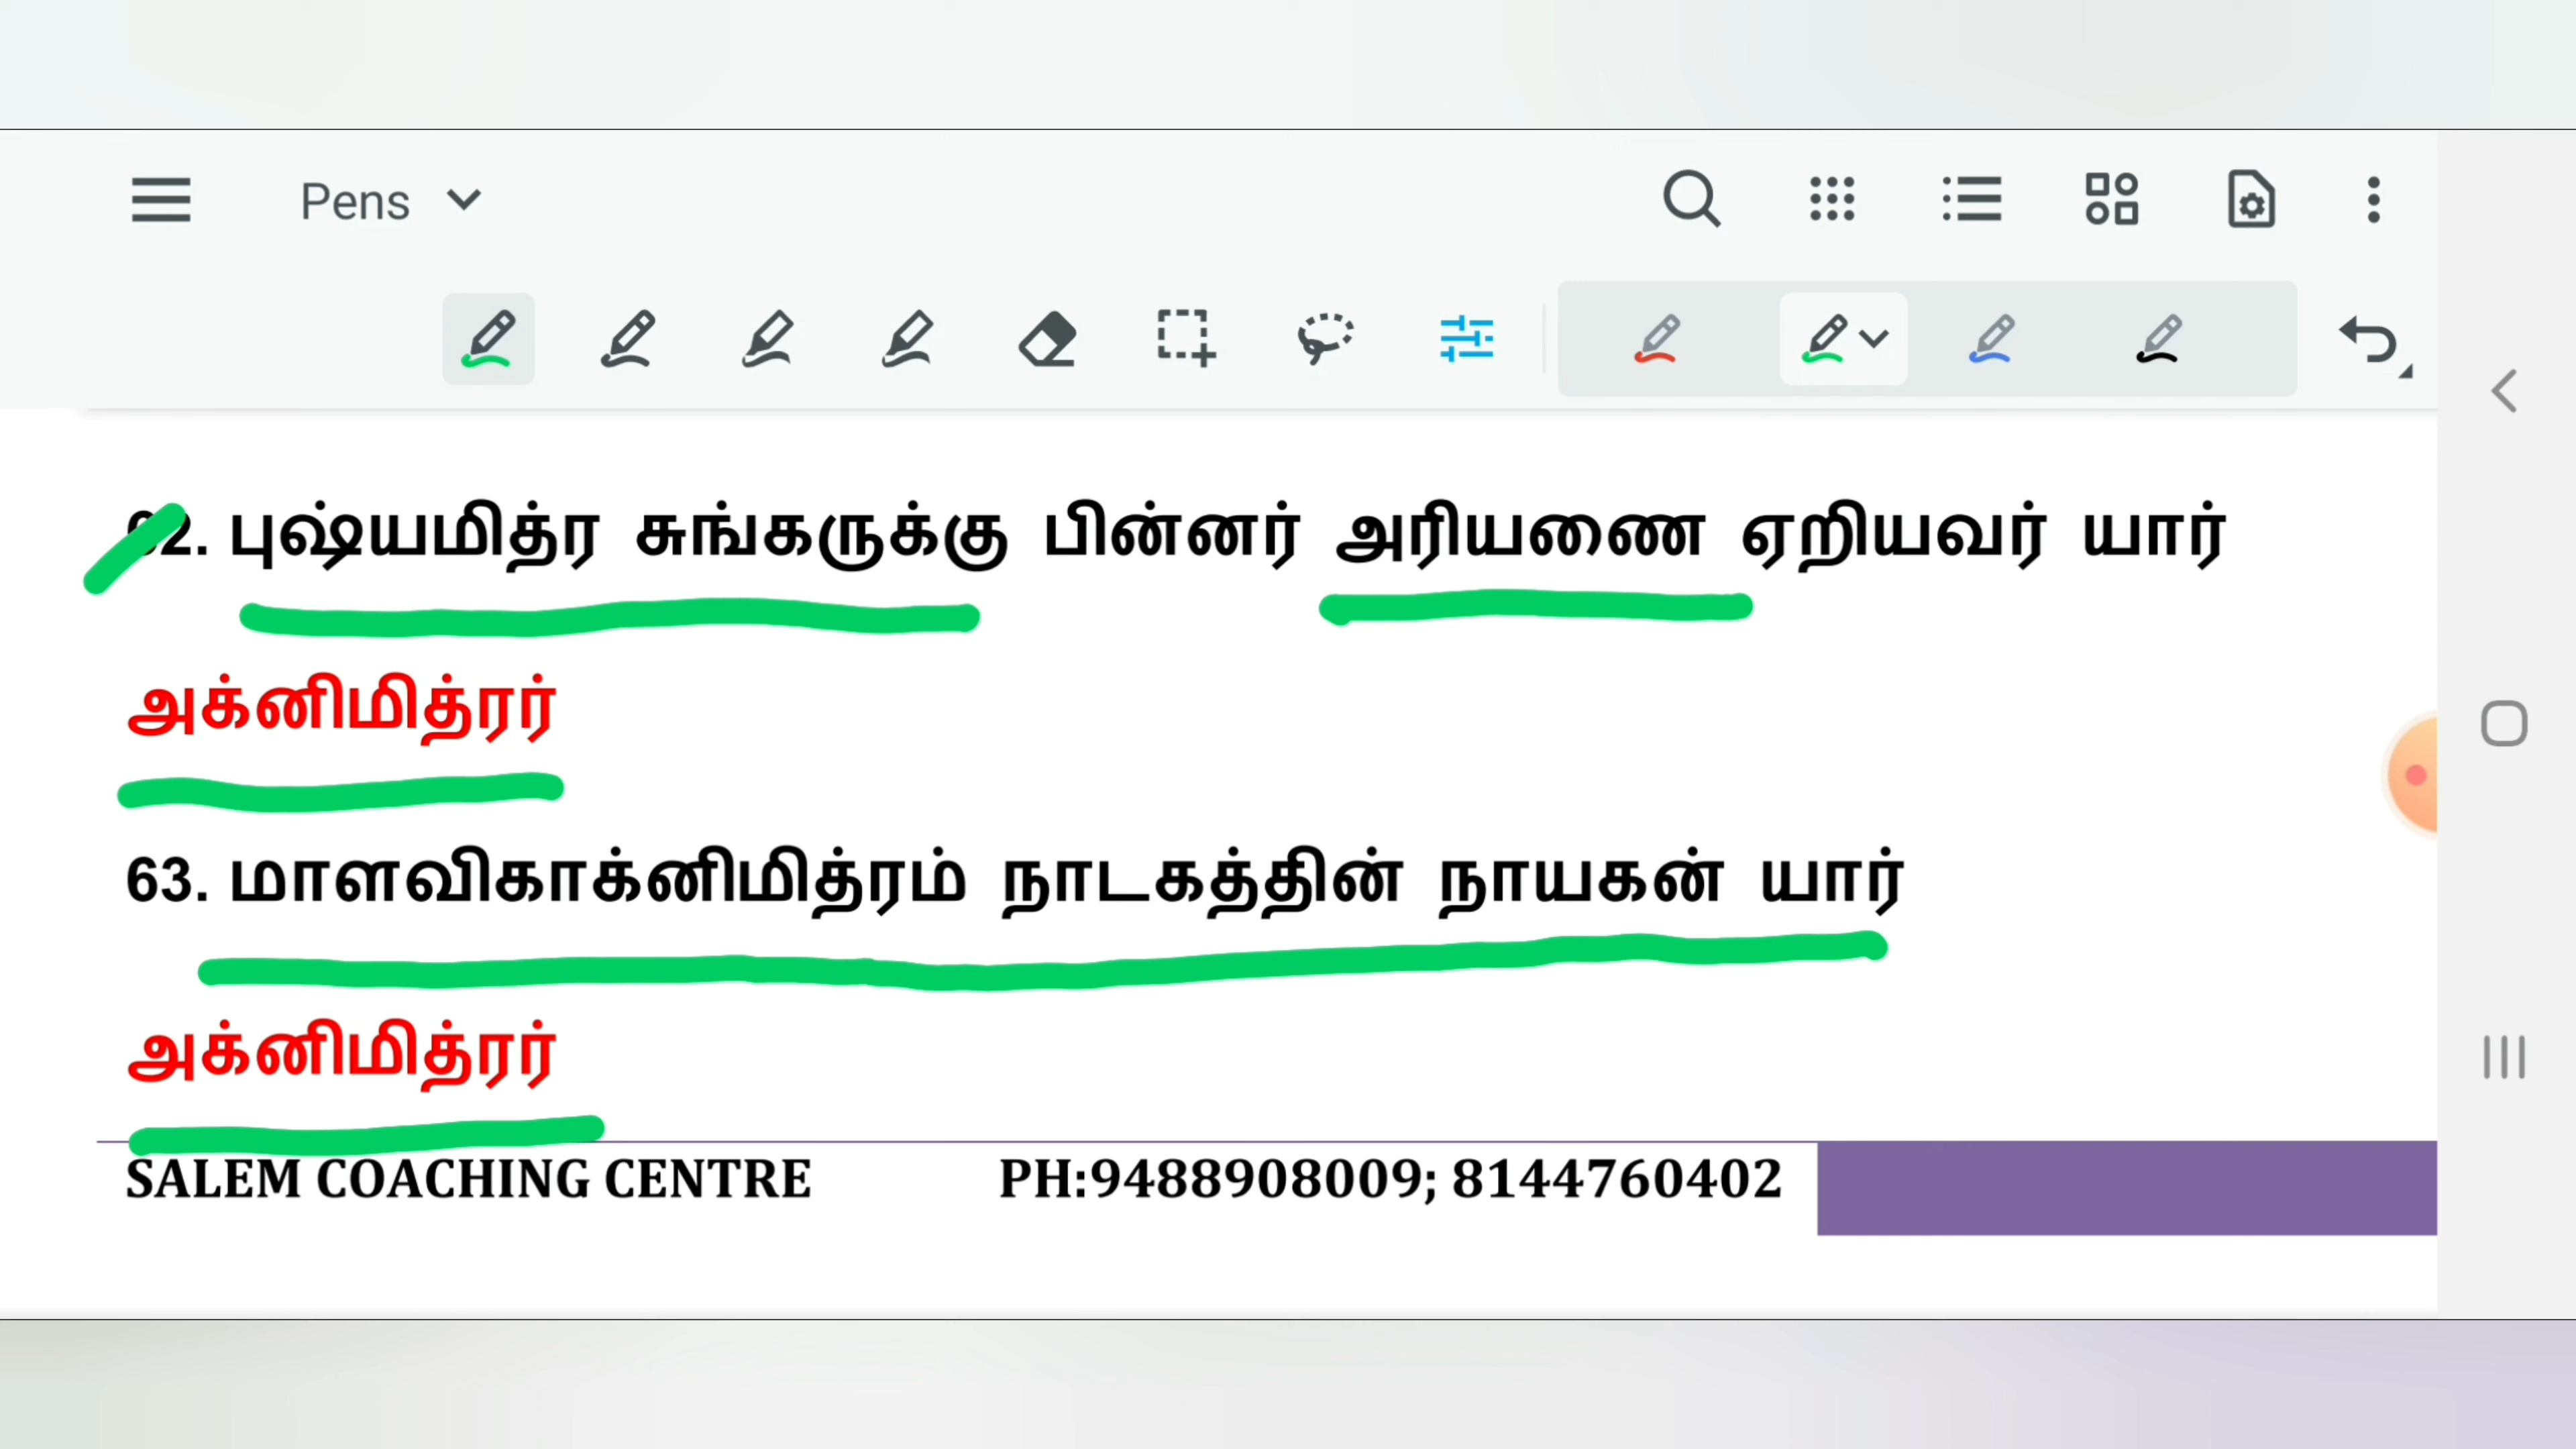 Pens
62. புஷ்யமித்ர சுங்கருக்கு பின்னர் அரியணை ஏறியவர் யார்
அக்னிமித்ரர்
63. மாளவிகாக்னிமித்ரம் நாடகத்தின் நாயகன் யார்
அக்னிமித்ரர்
SALEM COACHING CENTRE PH:9488908009; 8144760402